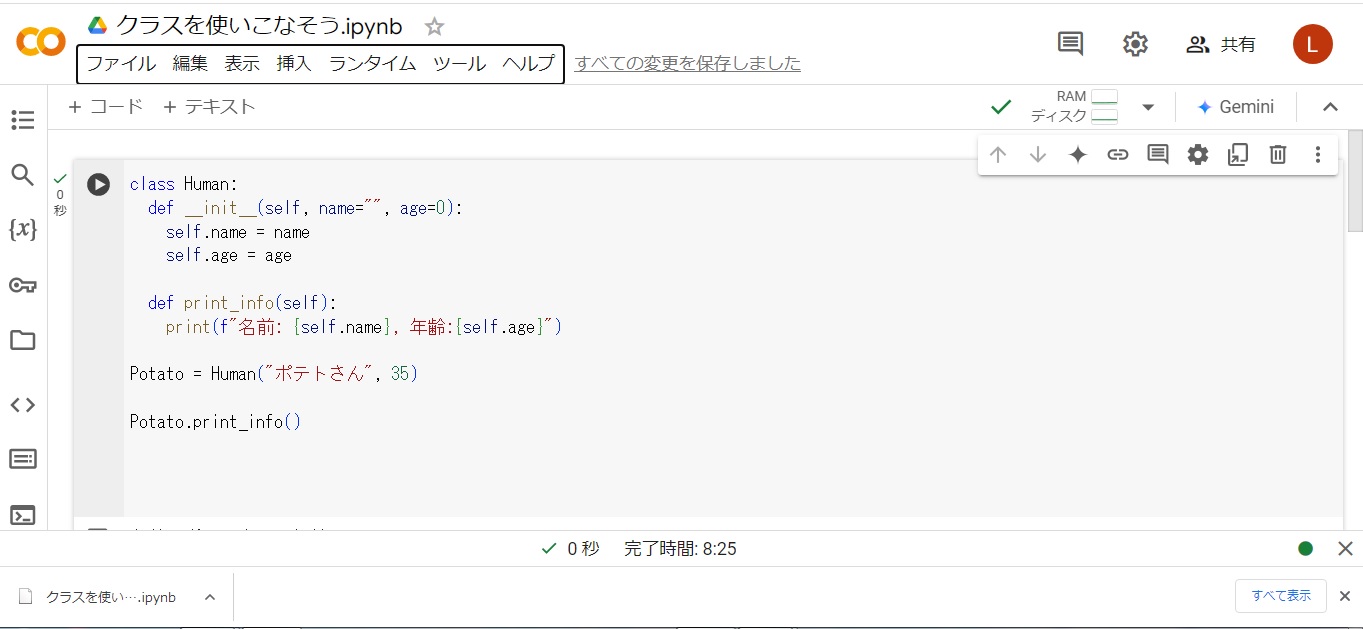 クラスを使いこなそう.ipynb
ファイル 編集 表示 挿入 ランタイム ツール ヘルプ すべての変更を保存しました
共有
L
+ コード + テキスト
RAM
ディスク
Gemini
0
秒
{x}
class Human:
  def __init__(self, name="", age=0):
    self.name = name
    self.age = age
  def print_info(self):
    print(f"名前: {self.name}, 年齢:{self.age}")
Potato = Human("ポテトさん", 35)
Potato.print_info()
0 秒 完了時間: 8:25
クラスを使い….ipynb
すべて表示